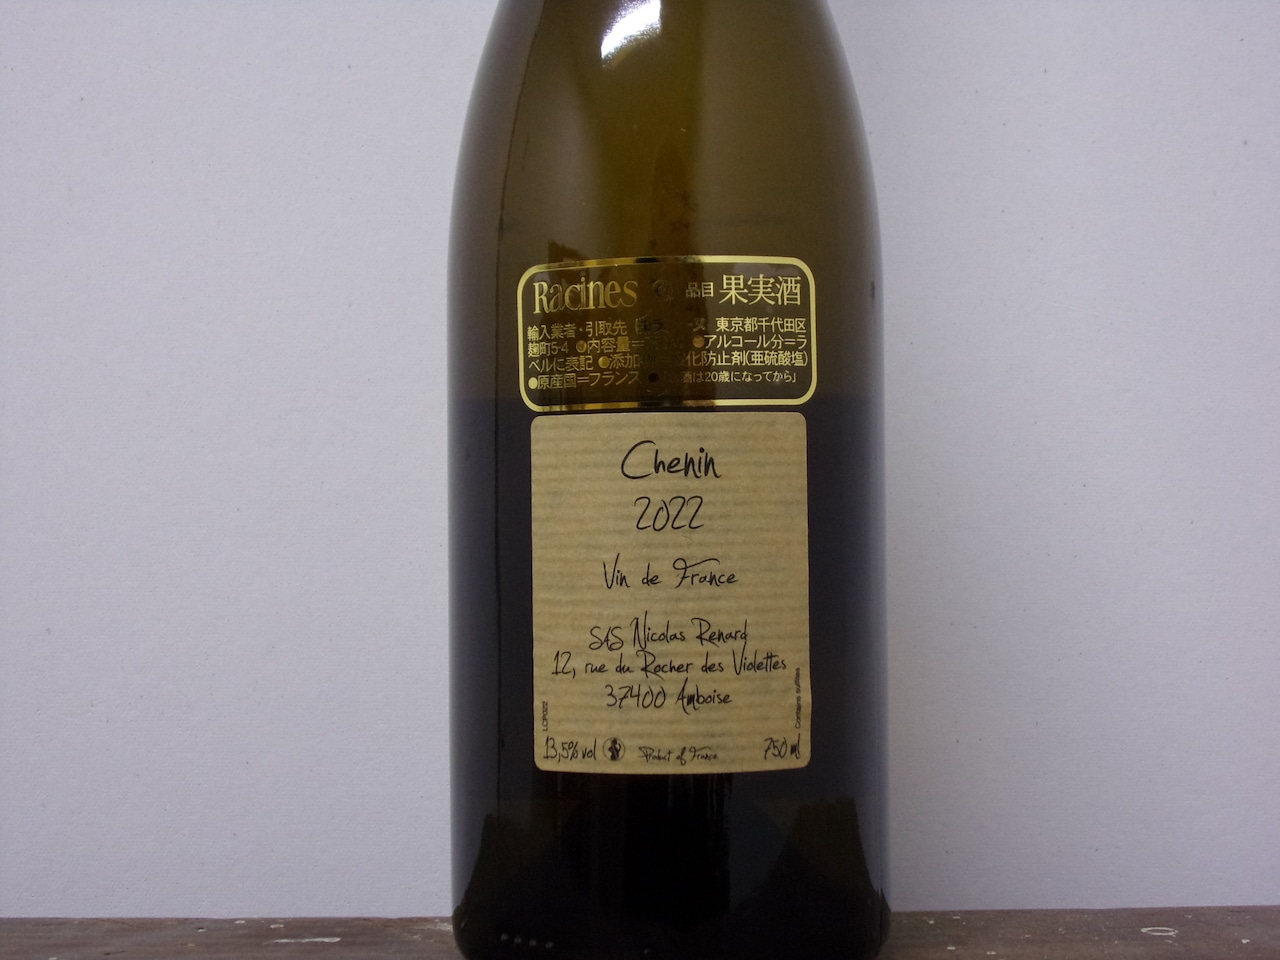 Racines 品目 果実酒
輸入業者・引取先 東京都千代田区
麹町5-4 ●内容量= ●アルコール分=ラ
ベルに表記 ●添加 化防止剤(亜硫酸塩)
●原産国=フランス ● 酒は20歳になってから」
Chenin
2022
Vin de France
SAS Nicolas Renard
12, rue du Rocher des Violettes
37400 Amboise
LCP022
Contains sulfites
13,5% vol Product of France 750 ml